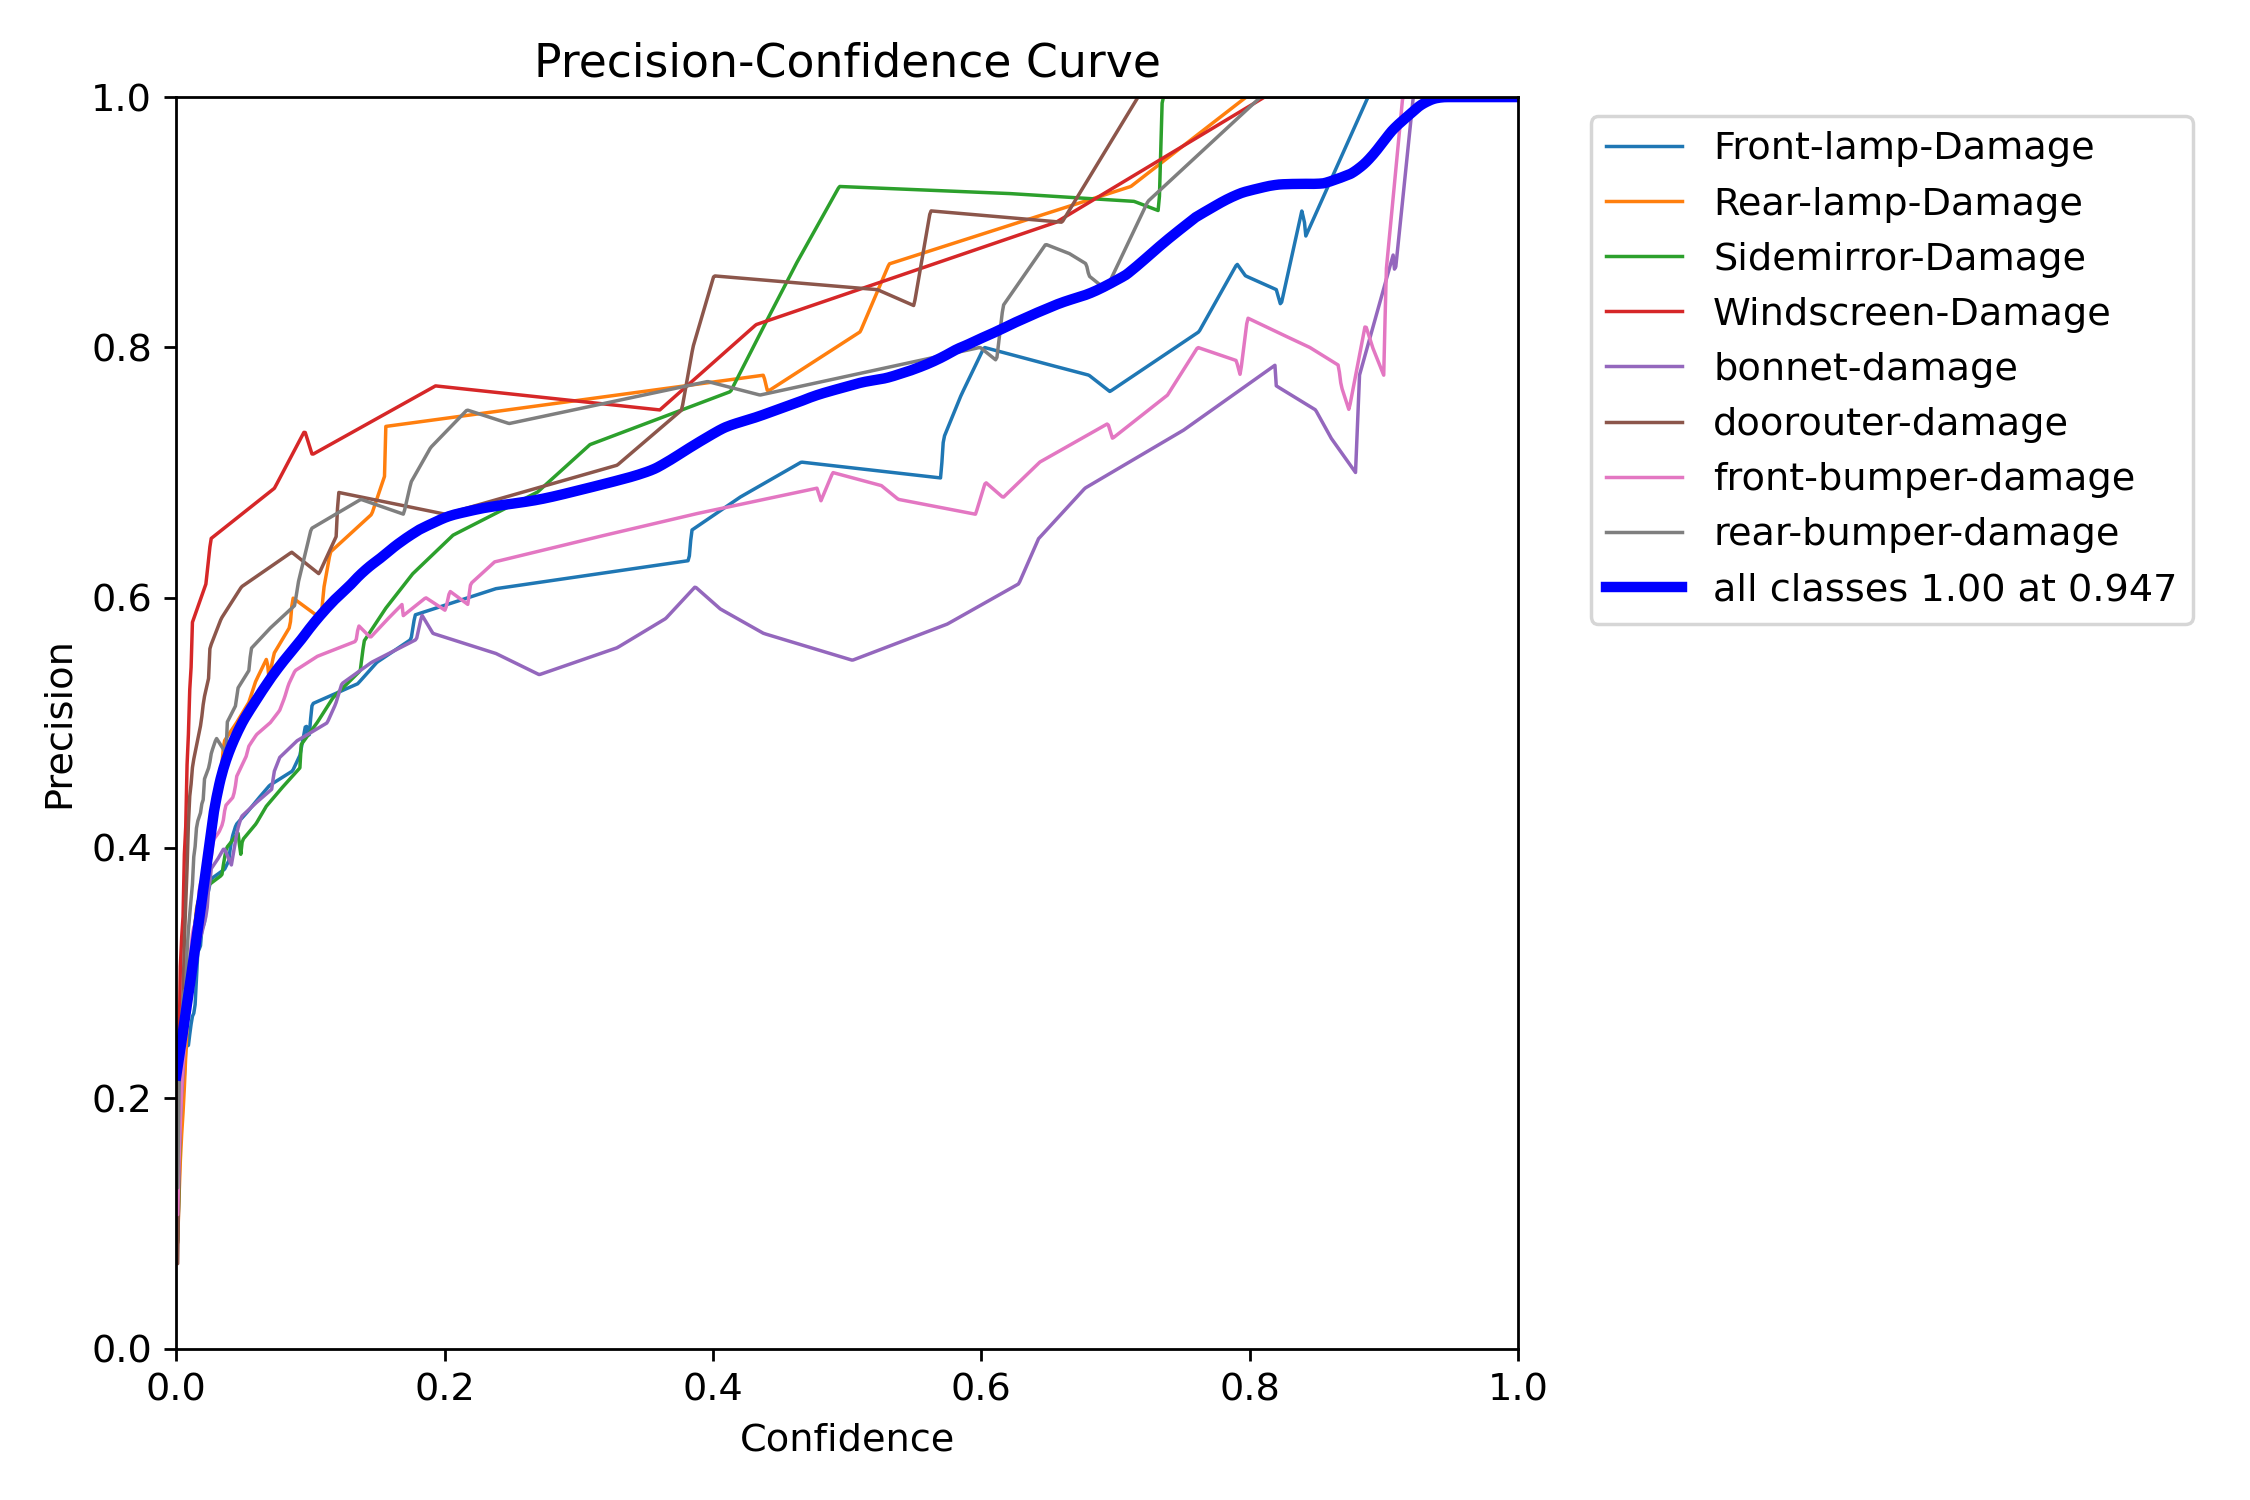 Precision-Confidence Curve
1.0
0.8
0.6
0.4
0.2
0.0
Precision
0.0 0.2 0.4 0.6 0.8 1.0
Confidence
Front-lamp-Damage
Rear-lamp-Damage
Sidemirror-Damage
Windscreen-Damage
bonnet-damage
doorouter-damage
front-bumper-damage
rear-bumper-damage
all classes 1.00 at 0.947